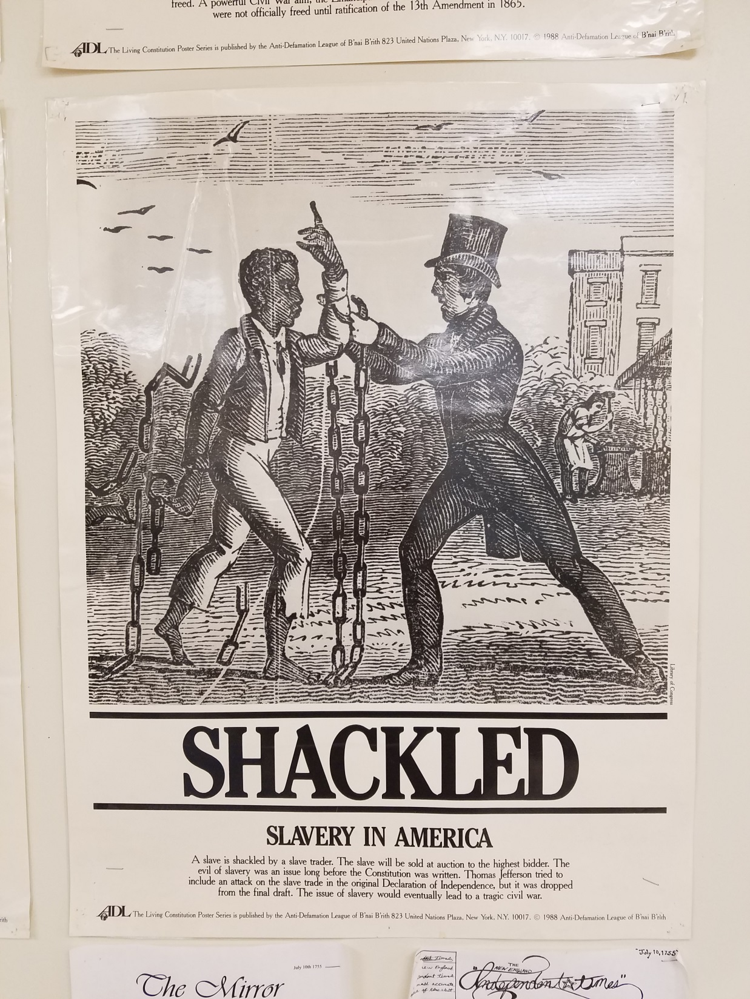 freed. A powerful Civil War aim, the
were not officially freed until ratification of the 13th Amendment in 1865.
ADL The Living Constitution Poster Series is published by the Anti-Defamation League of B'nai B'rith 823 United Nations Plaza, New York, N.Y. 10017. © 1988 Anti-Defamation League of B'nai B'rith
Library of Congress
SHACKLED
SLAVERY IN AMERICA
A slave is shackled by a slave trader. The slave will be sold at auction to the highest bidder. The
evil of slavery was an issue long before the Constitution was written. Thomas Jefferson tried to
include an attack on the slave trade in the original Declaration of Independence, but it was dropped
from the final draft. The issue of slavery would eventually lead to a tragic civil war.
ADL The Living Constitution Poster Series is published by the Anti-Defamation League of B'nai B'rith 823 United Nations Plaza, New York, N.Y. 10017. © 1988 Anti-Defamation League of B'nai B'rith
rith
July 10th 1755
The Mirror
"July 10, 1755"
THE
NEW ENGLAND
"Independent times"